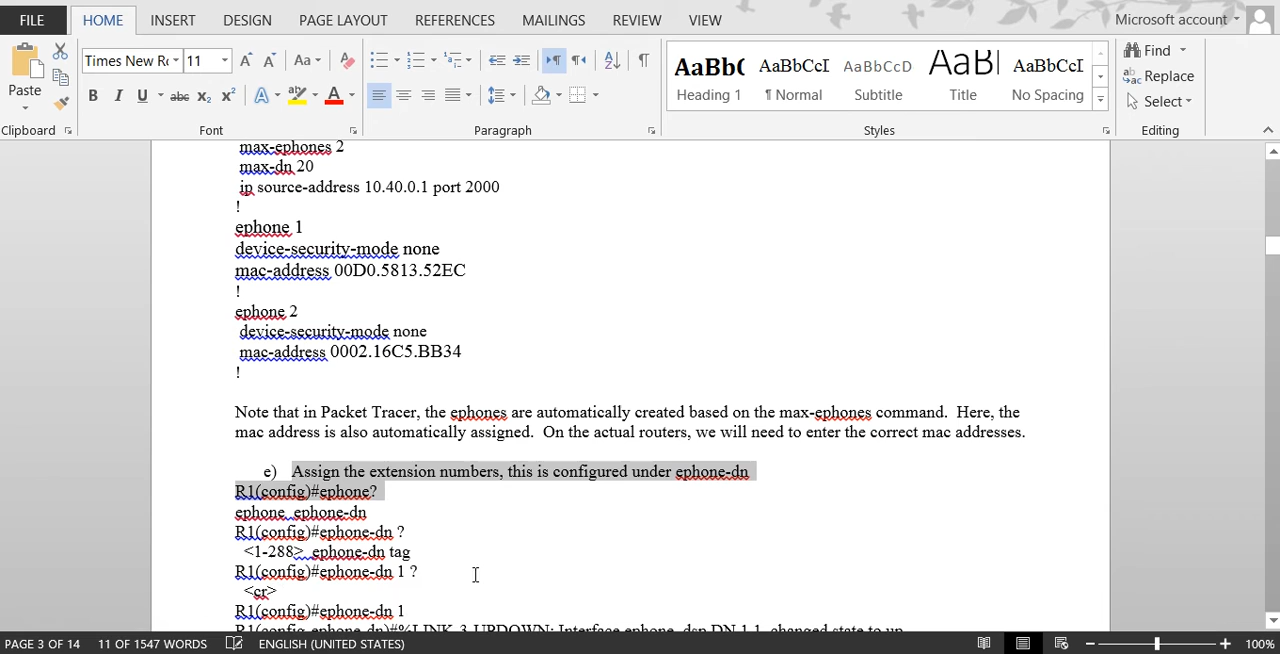 FILE HOME INSERT DESIGN PAGE LAYOUT REFERENCES MAILINGS REVIEW VIEW Microsoft account
Times New Ro 11 Aa AaBb( AaBbCcI AaBbCcD AaB AaBbCcI Find
Paste Heading 1 ¶ Normal Subtitle Title No Spacing Replace
Select
Clipboard Font Paragraph Styles Editing
max-ephones 2
max-dn 20
ip source-address 10.40.0.1 port 2000
!
ephone 1
device-security-mode none
mac-address 00D0.5813.52EC
!
ephone 2
device-security-mode none
mac-address 0002.16C5.BB34
!
Note that in Packet Tracer, the ephones are automatically created based on the max-ephones command. Here, the
mac address is also automatically assigned. On the actual routers, we will need to enter the correct mac addresses.
e) Assign the extension numbers, this is configured under ephone-dn
R1(config)#ephone?
ephone ephone-dn
R1(config)#ephone-dn ?
<1-288> ephone-dn tag
R1(config)#ephone-dn 1 ?
<cr>
R1(config)#ephone-dn 1
R1(config-ephone-dn)#%LINK-3-UPDOWN: Interface ephone_dsp DN 1.1, changed state to up
PAGE 3 OF 14 11 OF 1547 WORDS ENGLISH (UNITED STATES) 100%